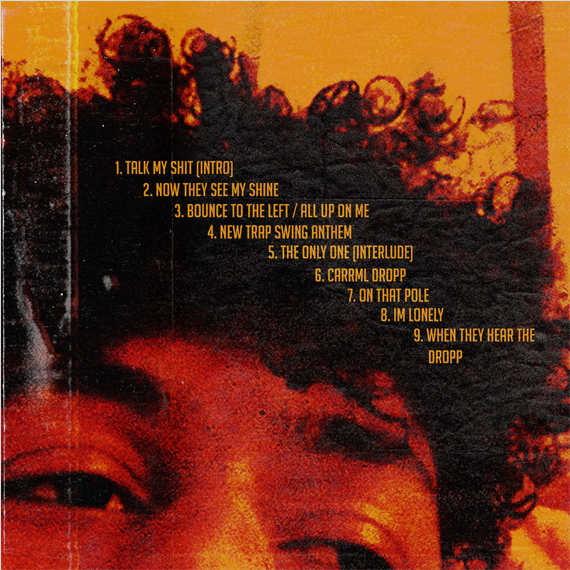 1. TALK MY SHIT (INTRO)
2. NOW THEY SEE MY SHINE
3. BOUNCE TO THE LEFT / ALL UP ON ME
4. NEW TRAP SWING ANTHEM
5. THE ONLY ONE (INTERLUDE)
6. CARRML DROPP
7. ON THAT POLE
8. IM LONELY
9. WHEN THEY HEAR THE
DROPP